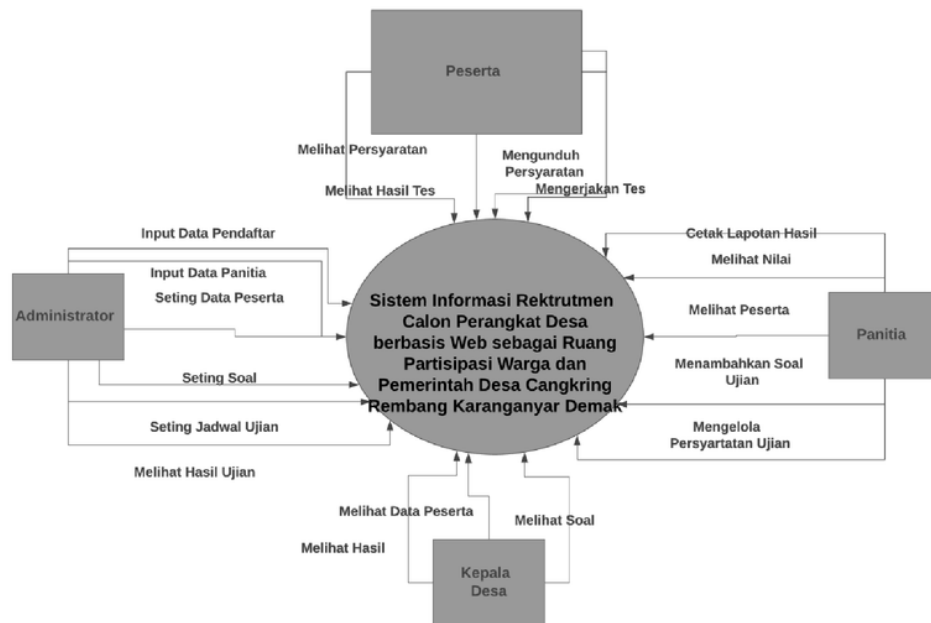 Peserta
Melihat Persyaratan
Mengunduh
Persyaratan
Melihat Hasil Tes
Mengerjakan Tes
Input Data Pendaftar
Cetak Lapotan Hasil
Input Data Panitia
Melihat Nilai
Seting Data Peserta
Administrator
Sistem Informasi Rektrutmen
Calon Perangkat Desa
berbasis Web sebagai Ruang
Partisipasi Warga dan
Pemerintah Desa Cangkring
Rembang Karanganyar Demak
Melihat Peserta
Panitia
Seting Soal
Menambahkan Soal
Ujian
Seting Jadwal Ujian
Mengelola
Persyartatan Ujian
Melihat Hasil Ujian
Melihat Data Peserta
Melihat Soal
Melihat Hasil
Kepala
Desa